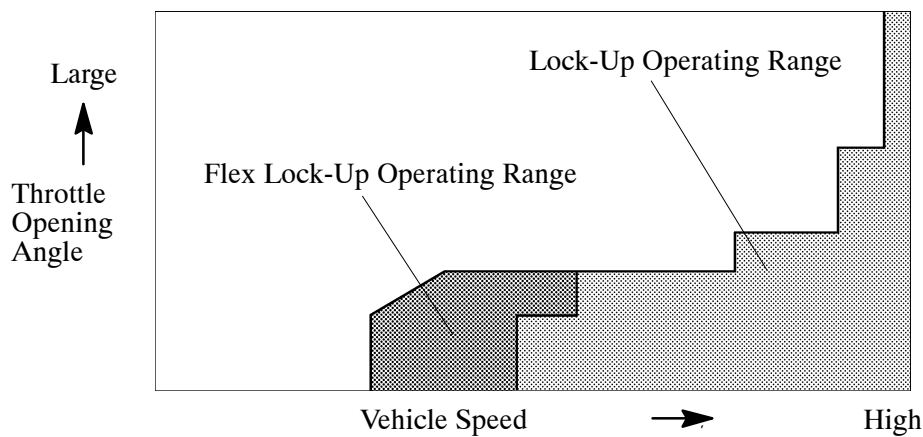 Lock-Up Operating Range
Large
Flex Lock-Up Operating Range
Throttle
Opening
Angle
Vehicle Speed
High